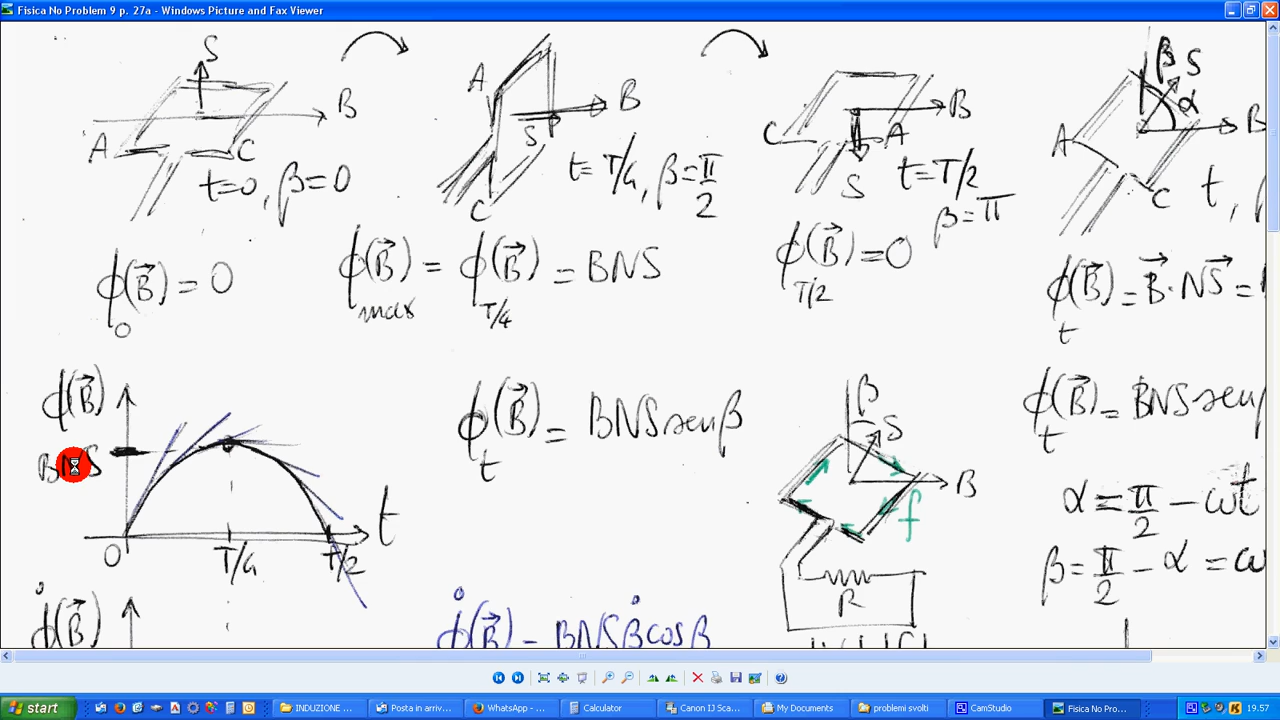 Fisica No Problem 9 p. 27a - Windows Picture and Fax Viewer
S
B
A
C
t=0, β=0
A
B
S
C
t=T/4, β=π/2
B
C
A
S
t=T/2
β=π
β
S
α
B
A
C
t,
ϕ(B⃗)₀ = 0
ϕ(B⃗)max = ϕ(B⃗)T/4 = BNS
ϕ(B⃗)T/2 = 0
ϕ(B⃗)t = B⃗·NS⃗ =
ϕ(B⃗)
BNS
0
T/4
T/2
t
ϕ(B⃗)t = BNS senβ
β
S
B
f
R
ϕ(B⃗)t = BNS sen
α = π/2 - ωt
β = π/2 - α = ω
ϕ̇(B⃗)
ϕ̇(B⃗) = BNSβ̇cosβ
start
INDUZIONE ...
Posta in arriv...
WhatsApp - ...
Calculator
Canon IJ Sca...
My Documents
problemi svolti
CamStudio
Fisica No Pro...
19.57